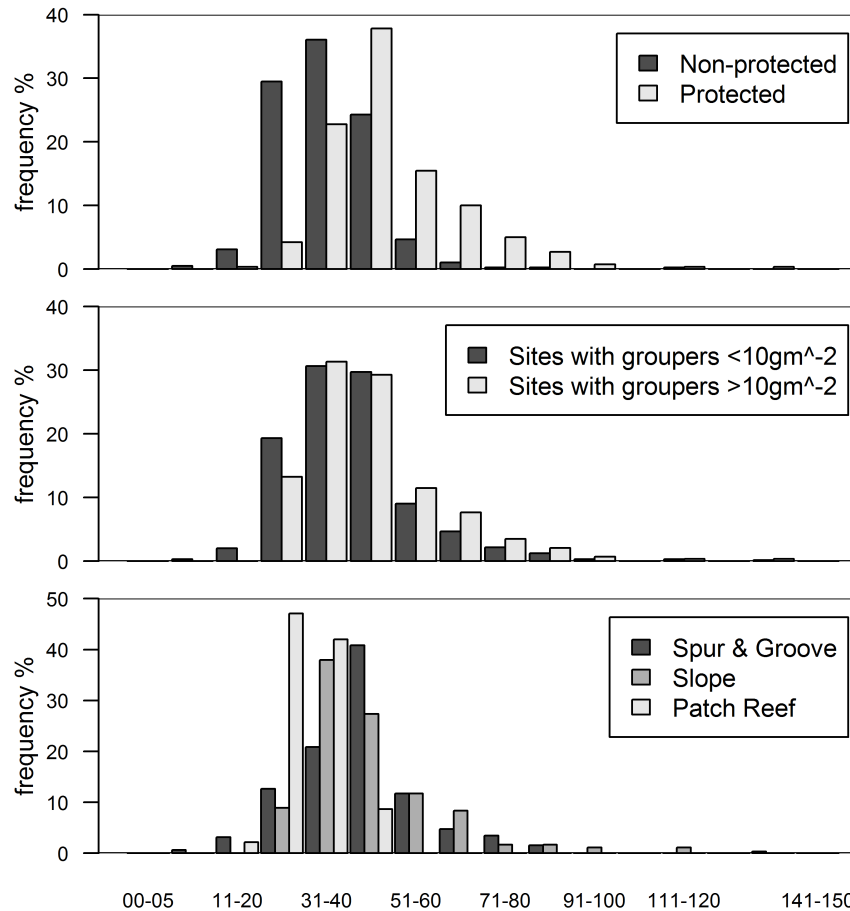 frequency %
40
30
20
10
0
Non-protected
Protected
frequency %
40
30
20
10
0
Sites with groupers <10gm^-2
Sites with groupers >10gm^-2
frequency %
50
40
30
20
10
0
Spur & Groove
Slope
Patch Reef
00-05 11-20 31-40 51-60 71-80 91-100 111-120 141-150